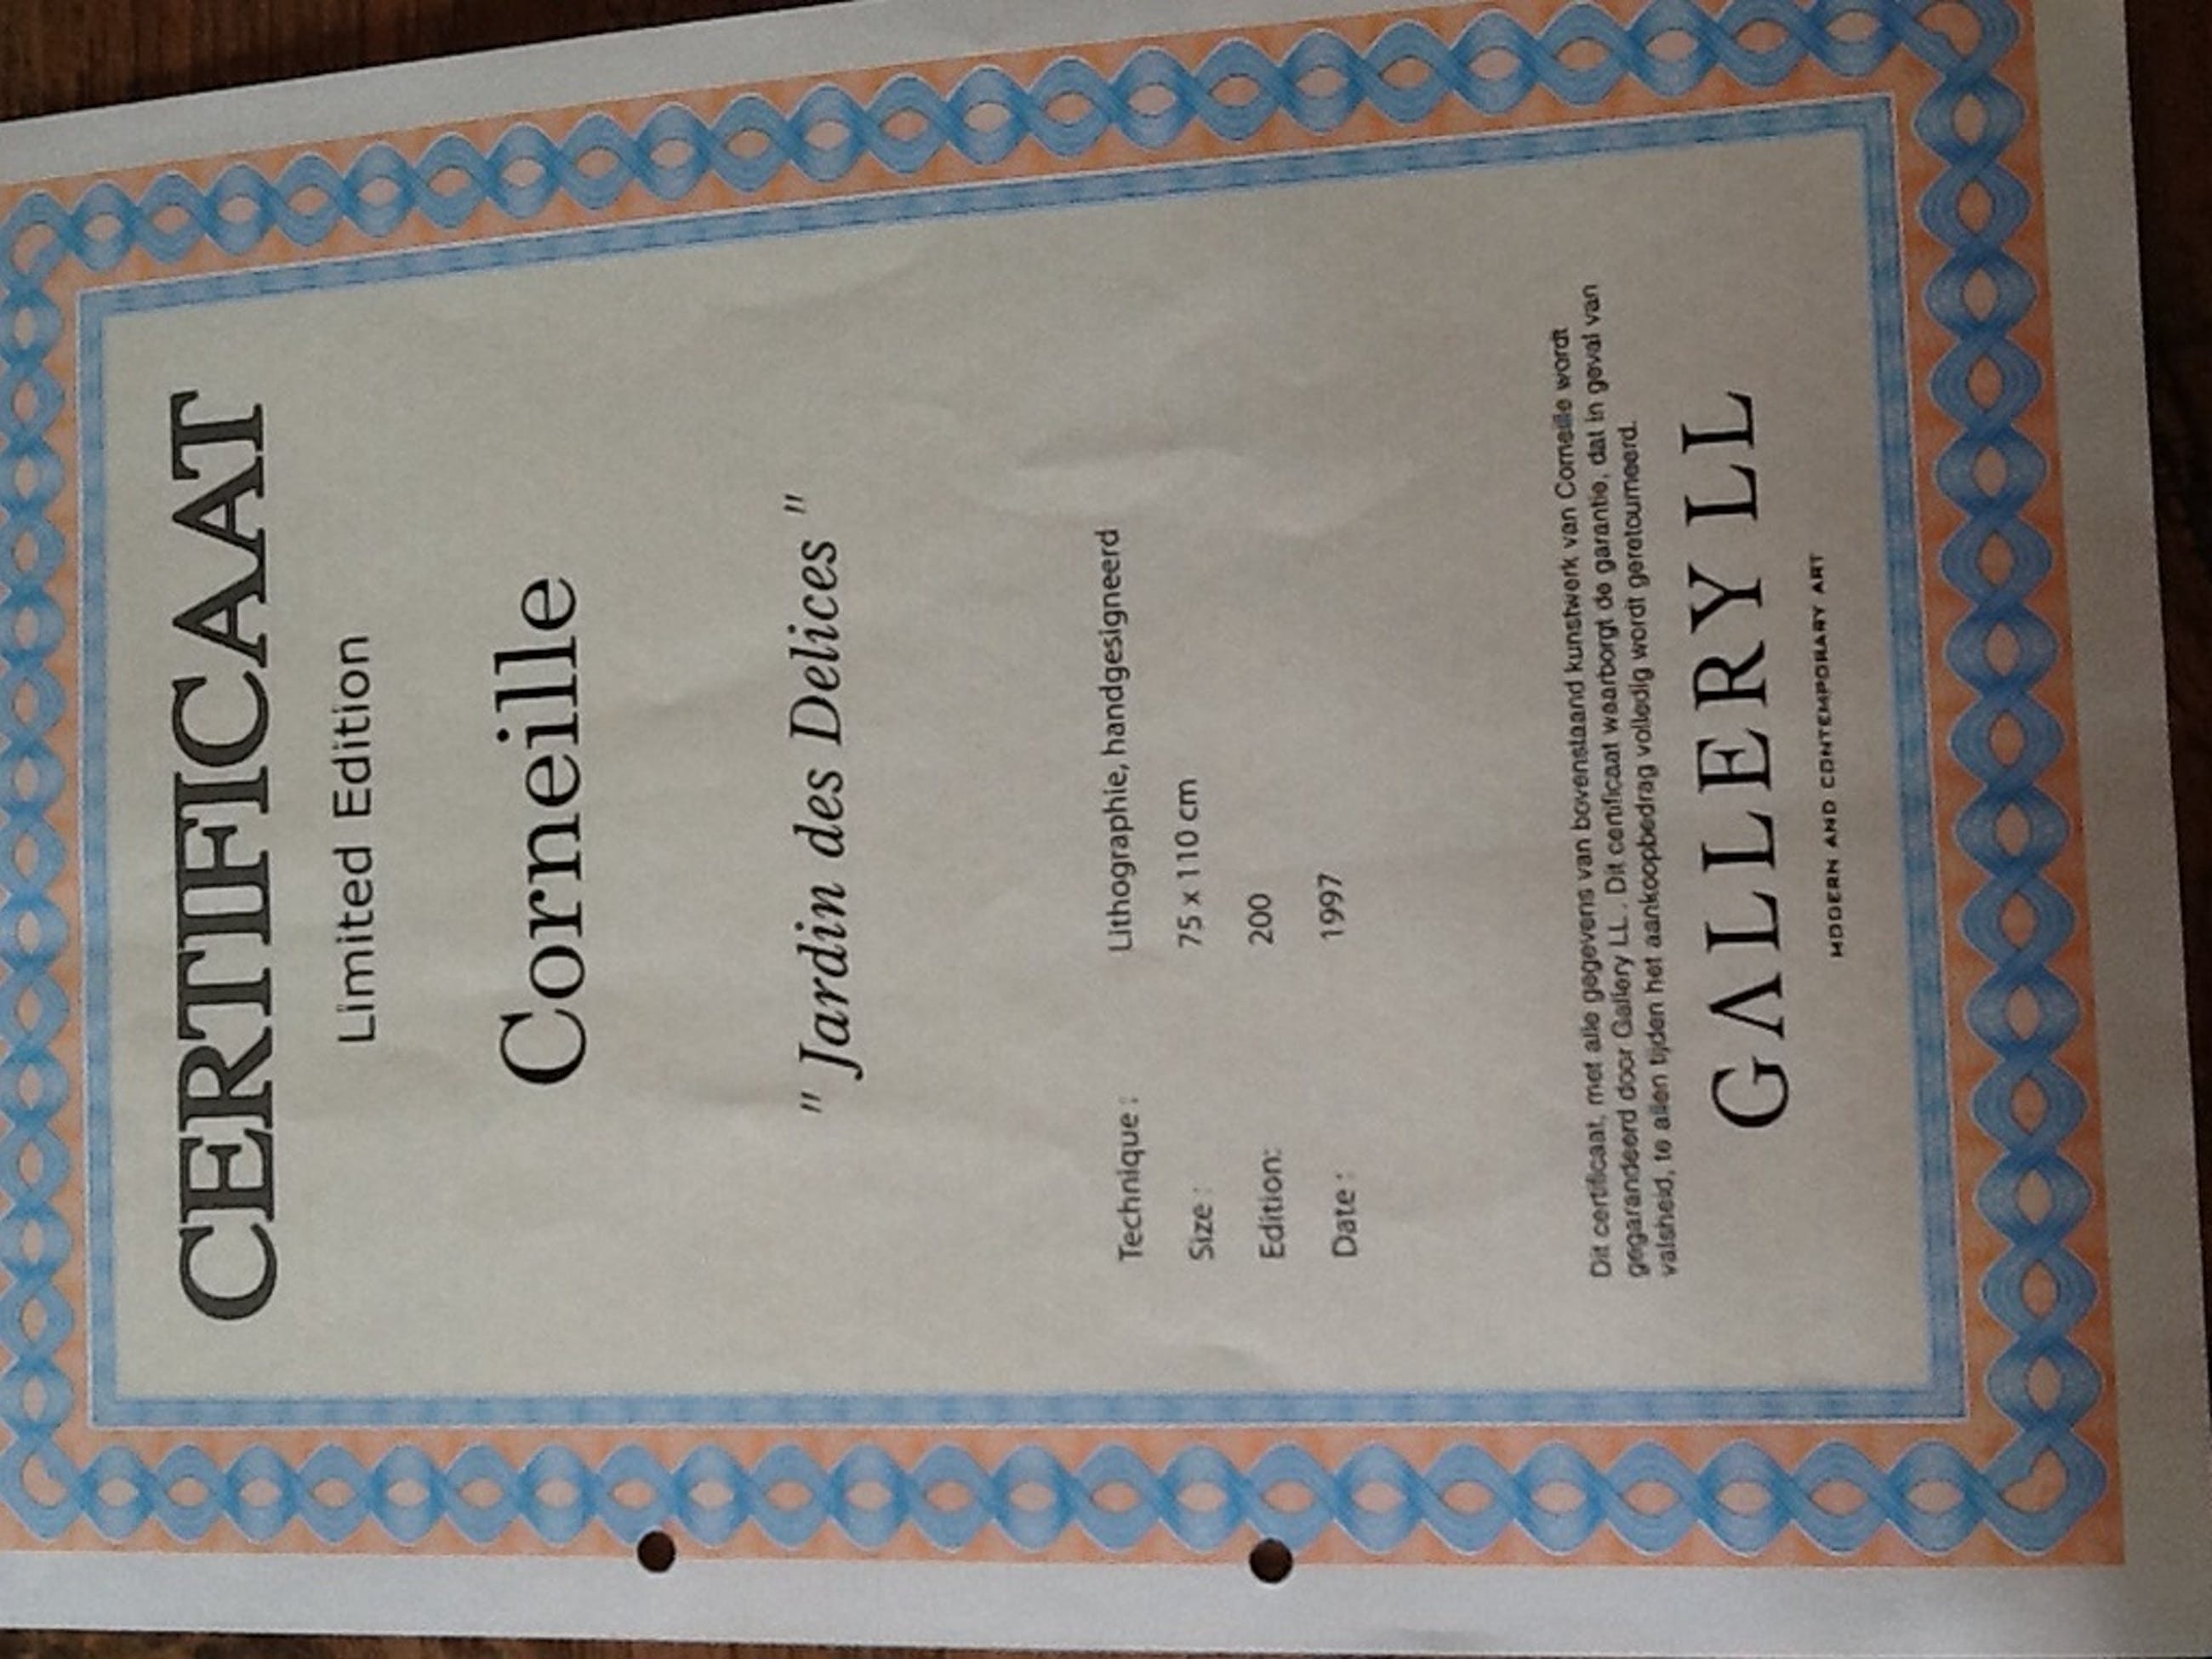 CERTIFICAAT
Limited Edition
Corneille
" Jardin des Delices "
Technique : Lithographie, handgesigneerd
Size : 75 x 110 cm
Edition: 200
Date : 1997
Dit certificaat, met alle gegevens van bovenstaand kunstwerk van Corneille wordt
gegarandeerd door Gallery LL . Dit certificaat waarborgt de garantie, dat in geval van
valsheid, te allen tijden het aankoopbedrag volledig wordt geretourneerd.
GALLERY LL
MODERN AND CONTEMPORARY ART